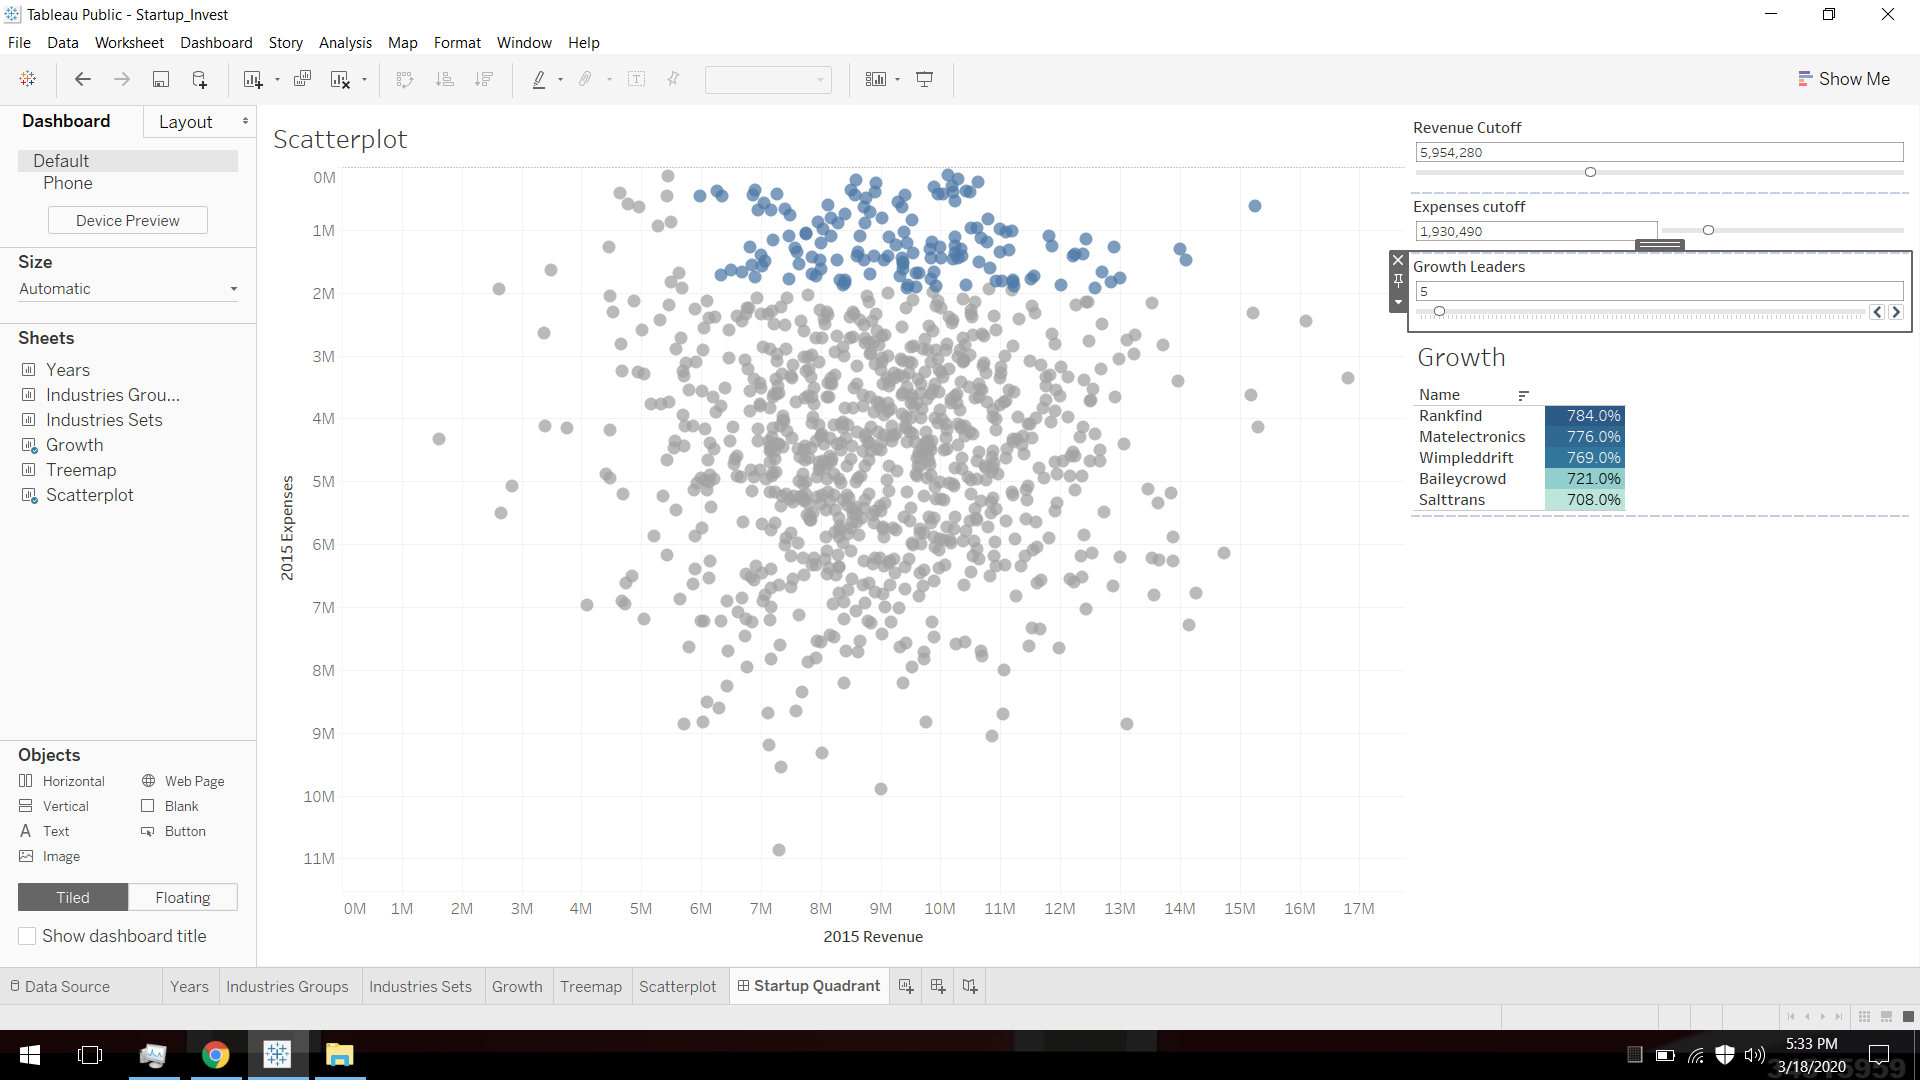 Tableau Public - Startup_Invest
File Data Worksheet Dashboard Story Analysis Map Format Window Help
Show Me
Dashboard Layout
Default
Phone
Device Preview
Size
Automatic
Sheets
Years
Industries Grou...
Industries Sets
Growth
Treemap
Scatterplot
Objects
Horizontal Web Page
Vertical Blank
Text Button
Image
Tiled Floating
Show dashboard title
Scatterplot
2015 Expenses
0M
1M
2M
3M
4M
5M
6M
7M
8M
9M
10M
11M
0M 1M 2M 3M 4M 5M 6M 7M 8M 9M 10M 11M 12M 13M 14M 15M 16M 17M
2015 Revenue
Revenue Cutoff
5,954,280
Expenses cutoff
1,930,490
Growth Leaders
5
Growth
Name
Rankfind 784.0%
Matelectronics 776.0%
Wimpleddrift 769.0%
Baileycrowd 721.0%
Salttrans 708.0%
Data Source Years Industries Groups Industries Sets Growth Treemap Scatterplot Startup Quadrant
5:33 PM
3/18/2020